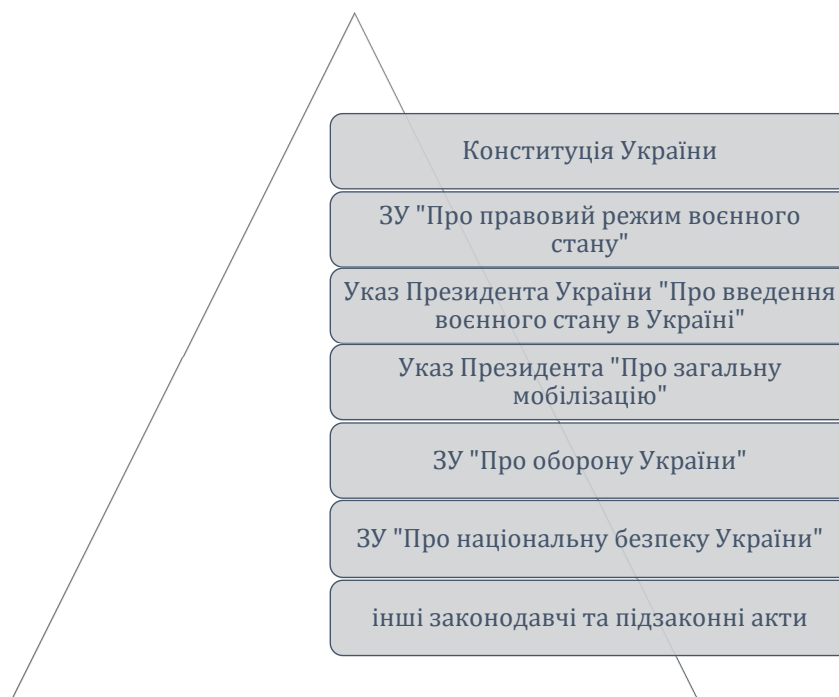 Конституція України
ЗУ "Про правовий режим воєнного
стану"
Указ Президента України "Про введення
воєнного стану в Україні"
Указ Президента "Про загальну
мобілізацію"
ЗУ "Про оборону України"
ЗУ "Про національну безпеку України"
інші законодавчі та підзаконні акти